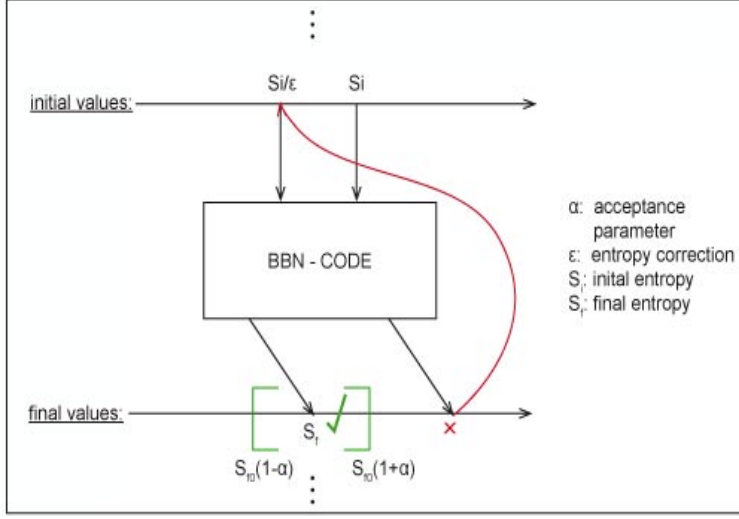 Si/ε Si
initial values:
BBN - CODE
α: acceptance
parameter
ε: entropy correction
Si: inital entropy
Sf: final entropy
final values:
Sf ✓ ×
Sf0(1-α) Sf0(1+α)